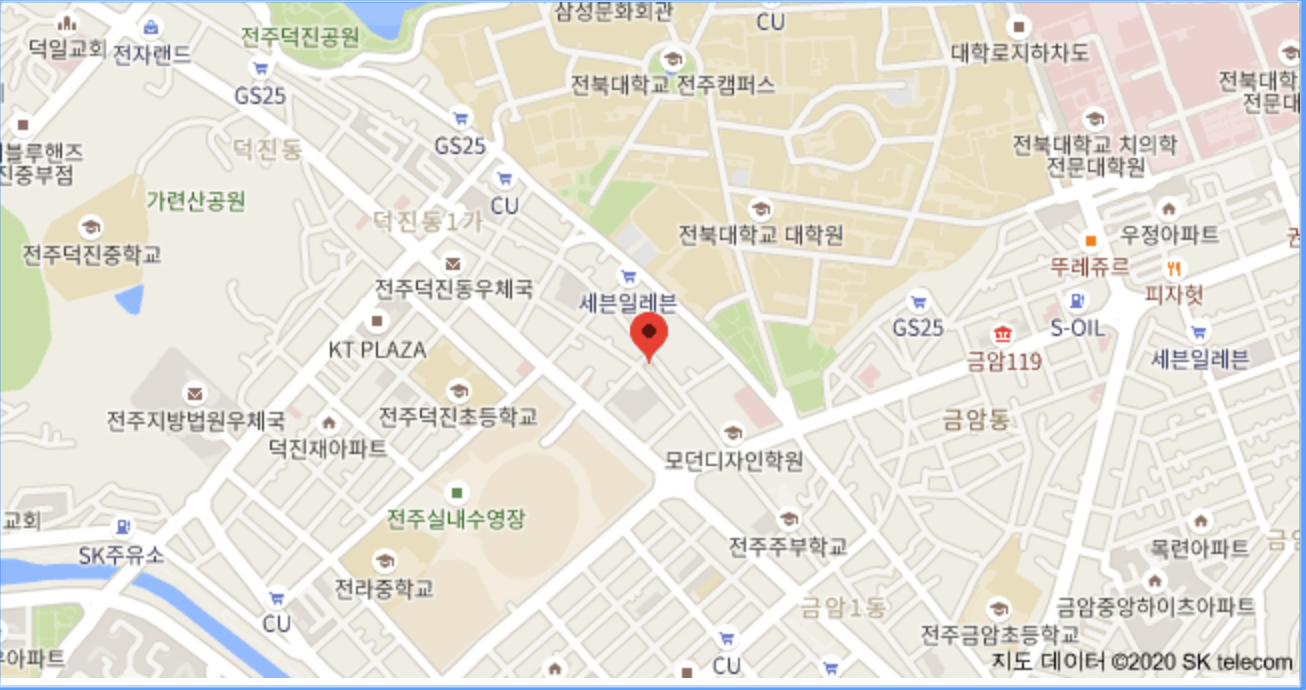 삼성문화회관
CU
덕일교회
전자랜드
전주덕진공원
대학로지하차도
GS25
전북대학교 전주캠퍼스
전북대학
전문대
블루핸즈
진중부점
덕진동
GS25
전북대학교 치의학
전문대학원
가련산공원
CU
덕진동1가
전주덕진중학교
전북대학교 대학원
우정아파트
뚜레쥬르
전주덕진동우체국
세븐일레븐
피자헛
KT PLAZA
GS25
S-OIL
금암119
세븐일레븐
전주지방법원우체국
전주덕진초등학교
금암동
덕진재아파트
모던디자인학원
교회
전주실내수영장
SK주유소
전주주부학교
목련아파트
금
전라중학교
CU
금암1동
금암중앙하이츠아파트
전주금암초등학교
아파트
CU
지도 데이터 ©2020 SK telecom